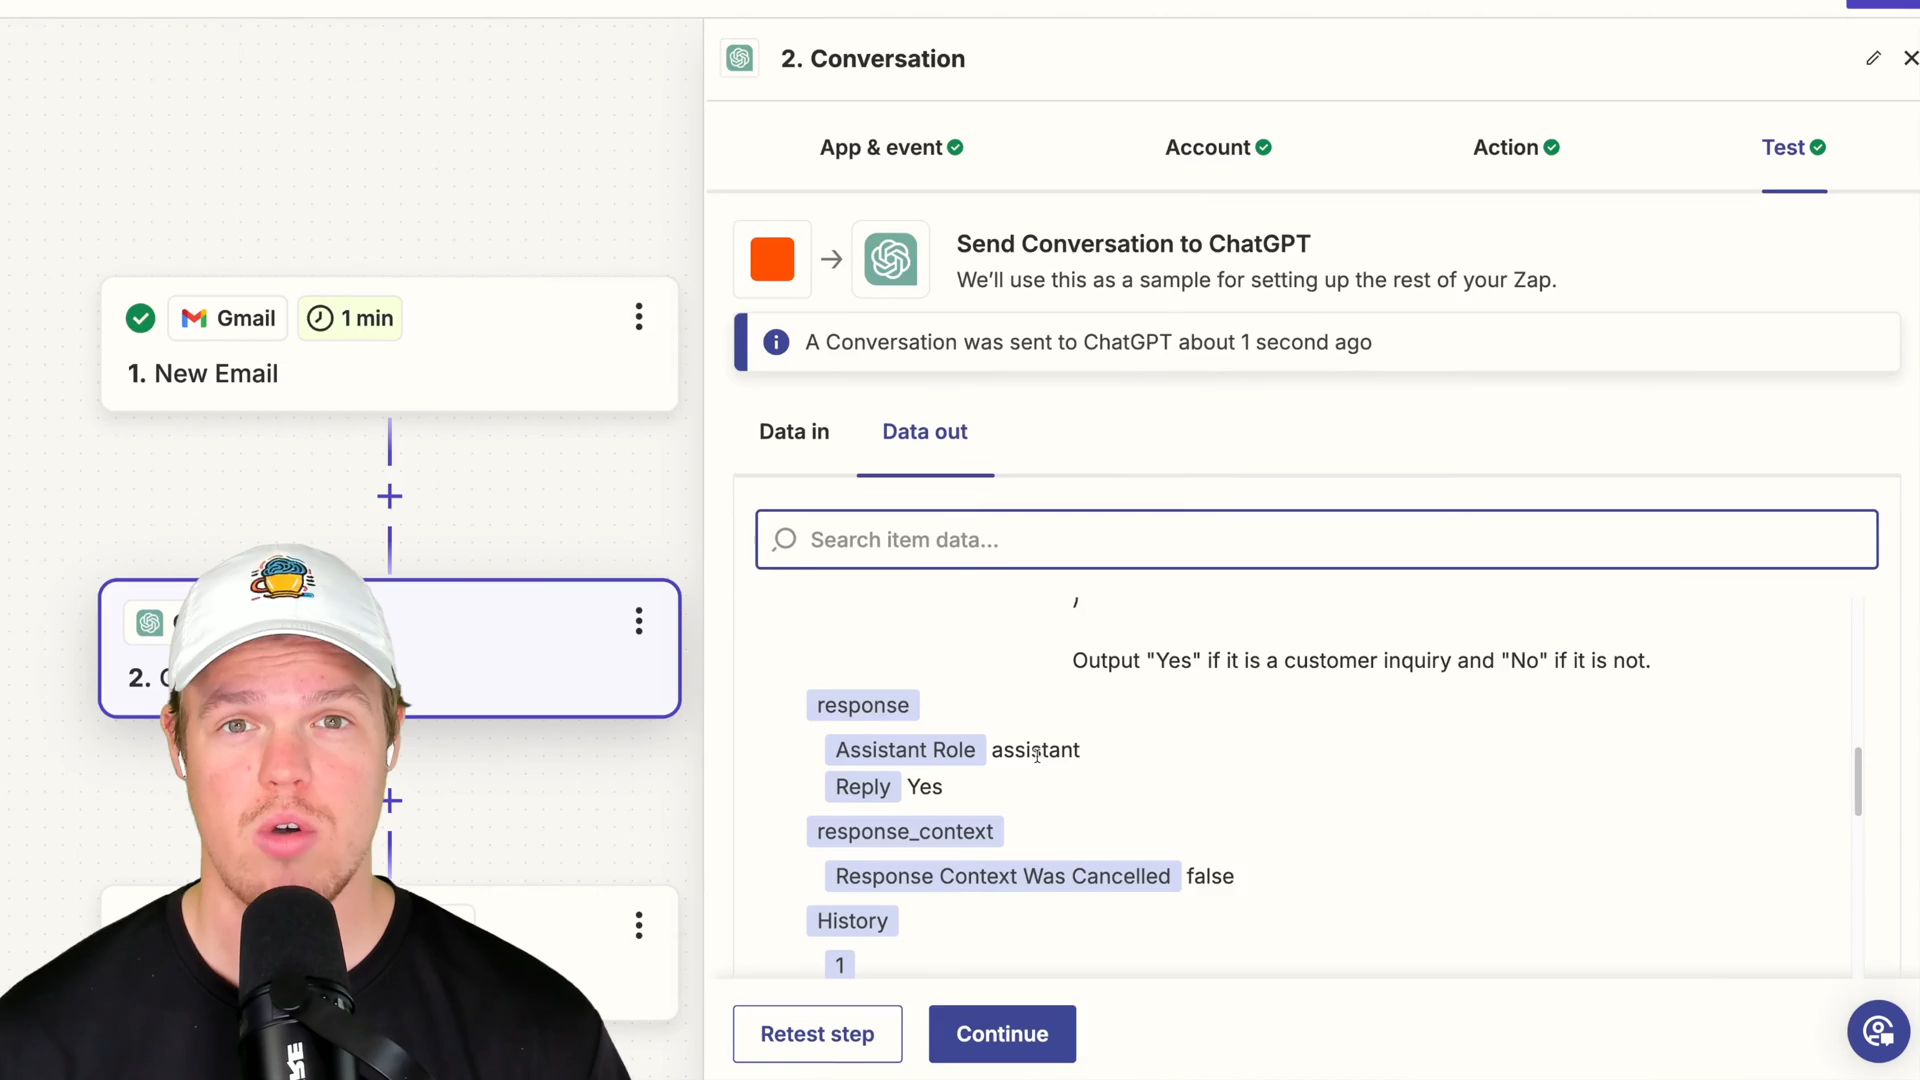 2. Conversation
App & event
Account
Action
Test
Send Conversation to ChatGPT
We'll use this as a sample for setting up the rest of your Zap.
A Conversation was sent to ChatGPT about 1 second ago
Data in
Data out
Search item data...
Output "Yes" if it is a customer inquiry and "No" if it is not.
response
Assistant Role assistant
Reply Yes
response_context
Response Context Was Cancelled false
History
1
Retest step
Continue
Gmail
1 min
1. New Email
2.